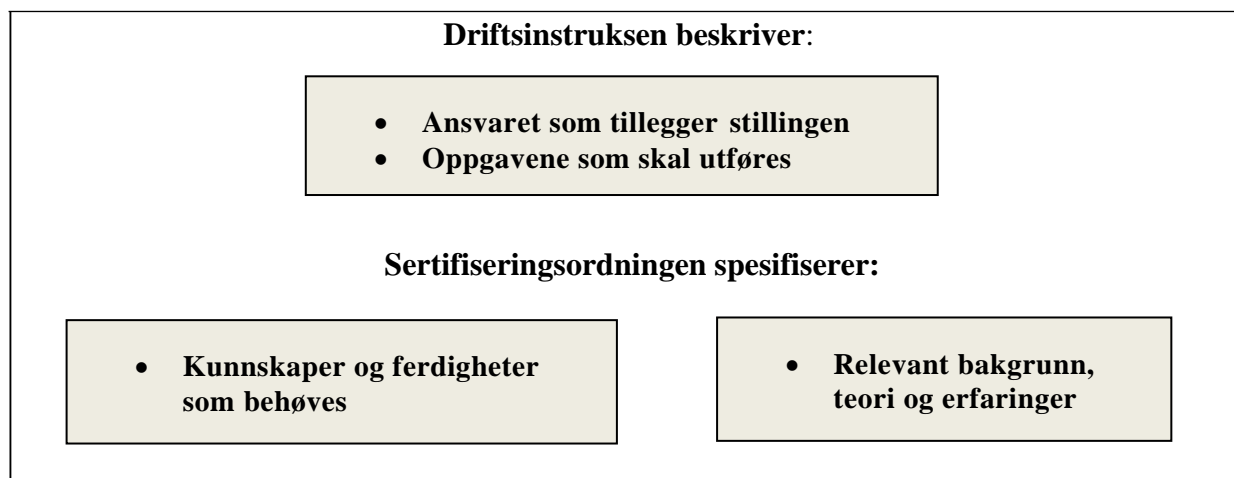 Driftsinstruksen beskriver:
• Ansvaret som tillegger stillingen
• Oppgavene som skal utføres
Sertifiseringsordningen spesifiserer:
• Kunnskaper og ferdigheter
som behøves
• Relevant bakgrunn,
teori og erfaringer